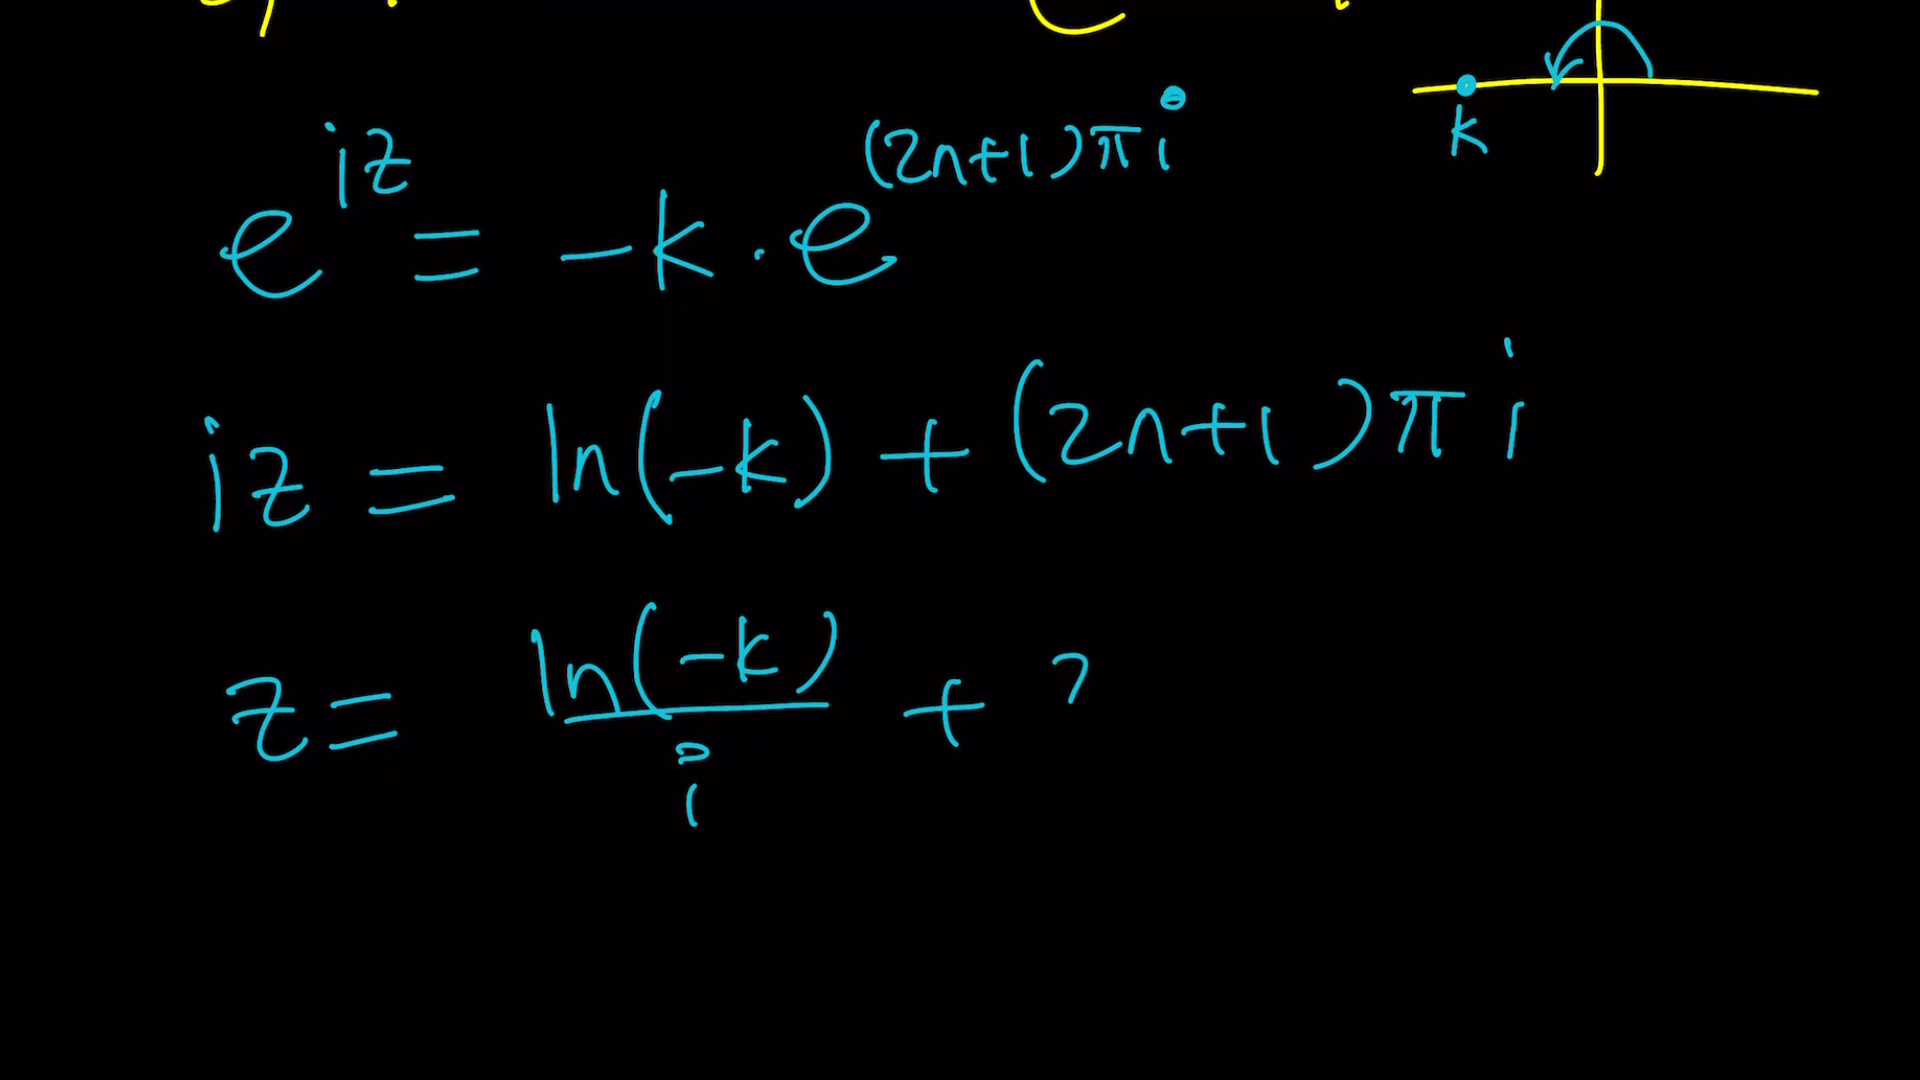 k
e^{iz} = -k · e^{(2n+1)πi}
iz = ln(-k) + (2n+1)πi
z = ln(-k)/i +